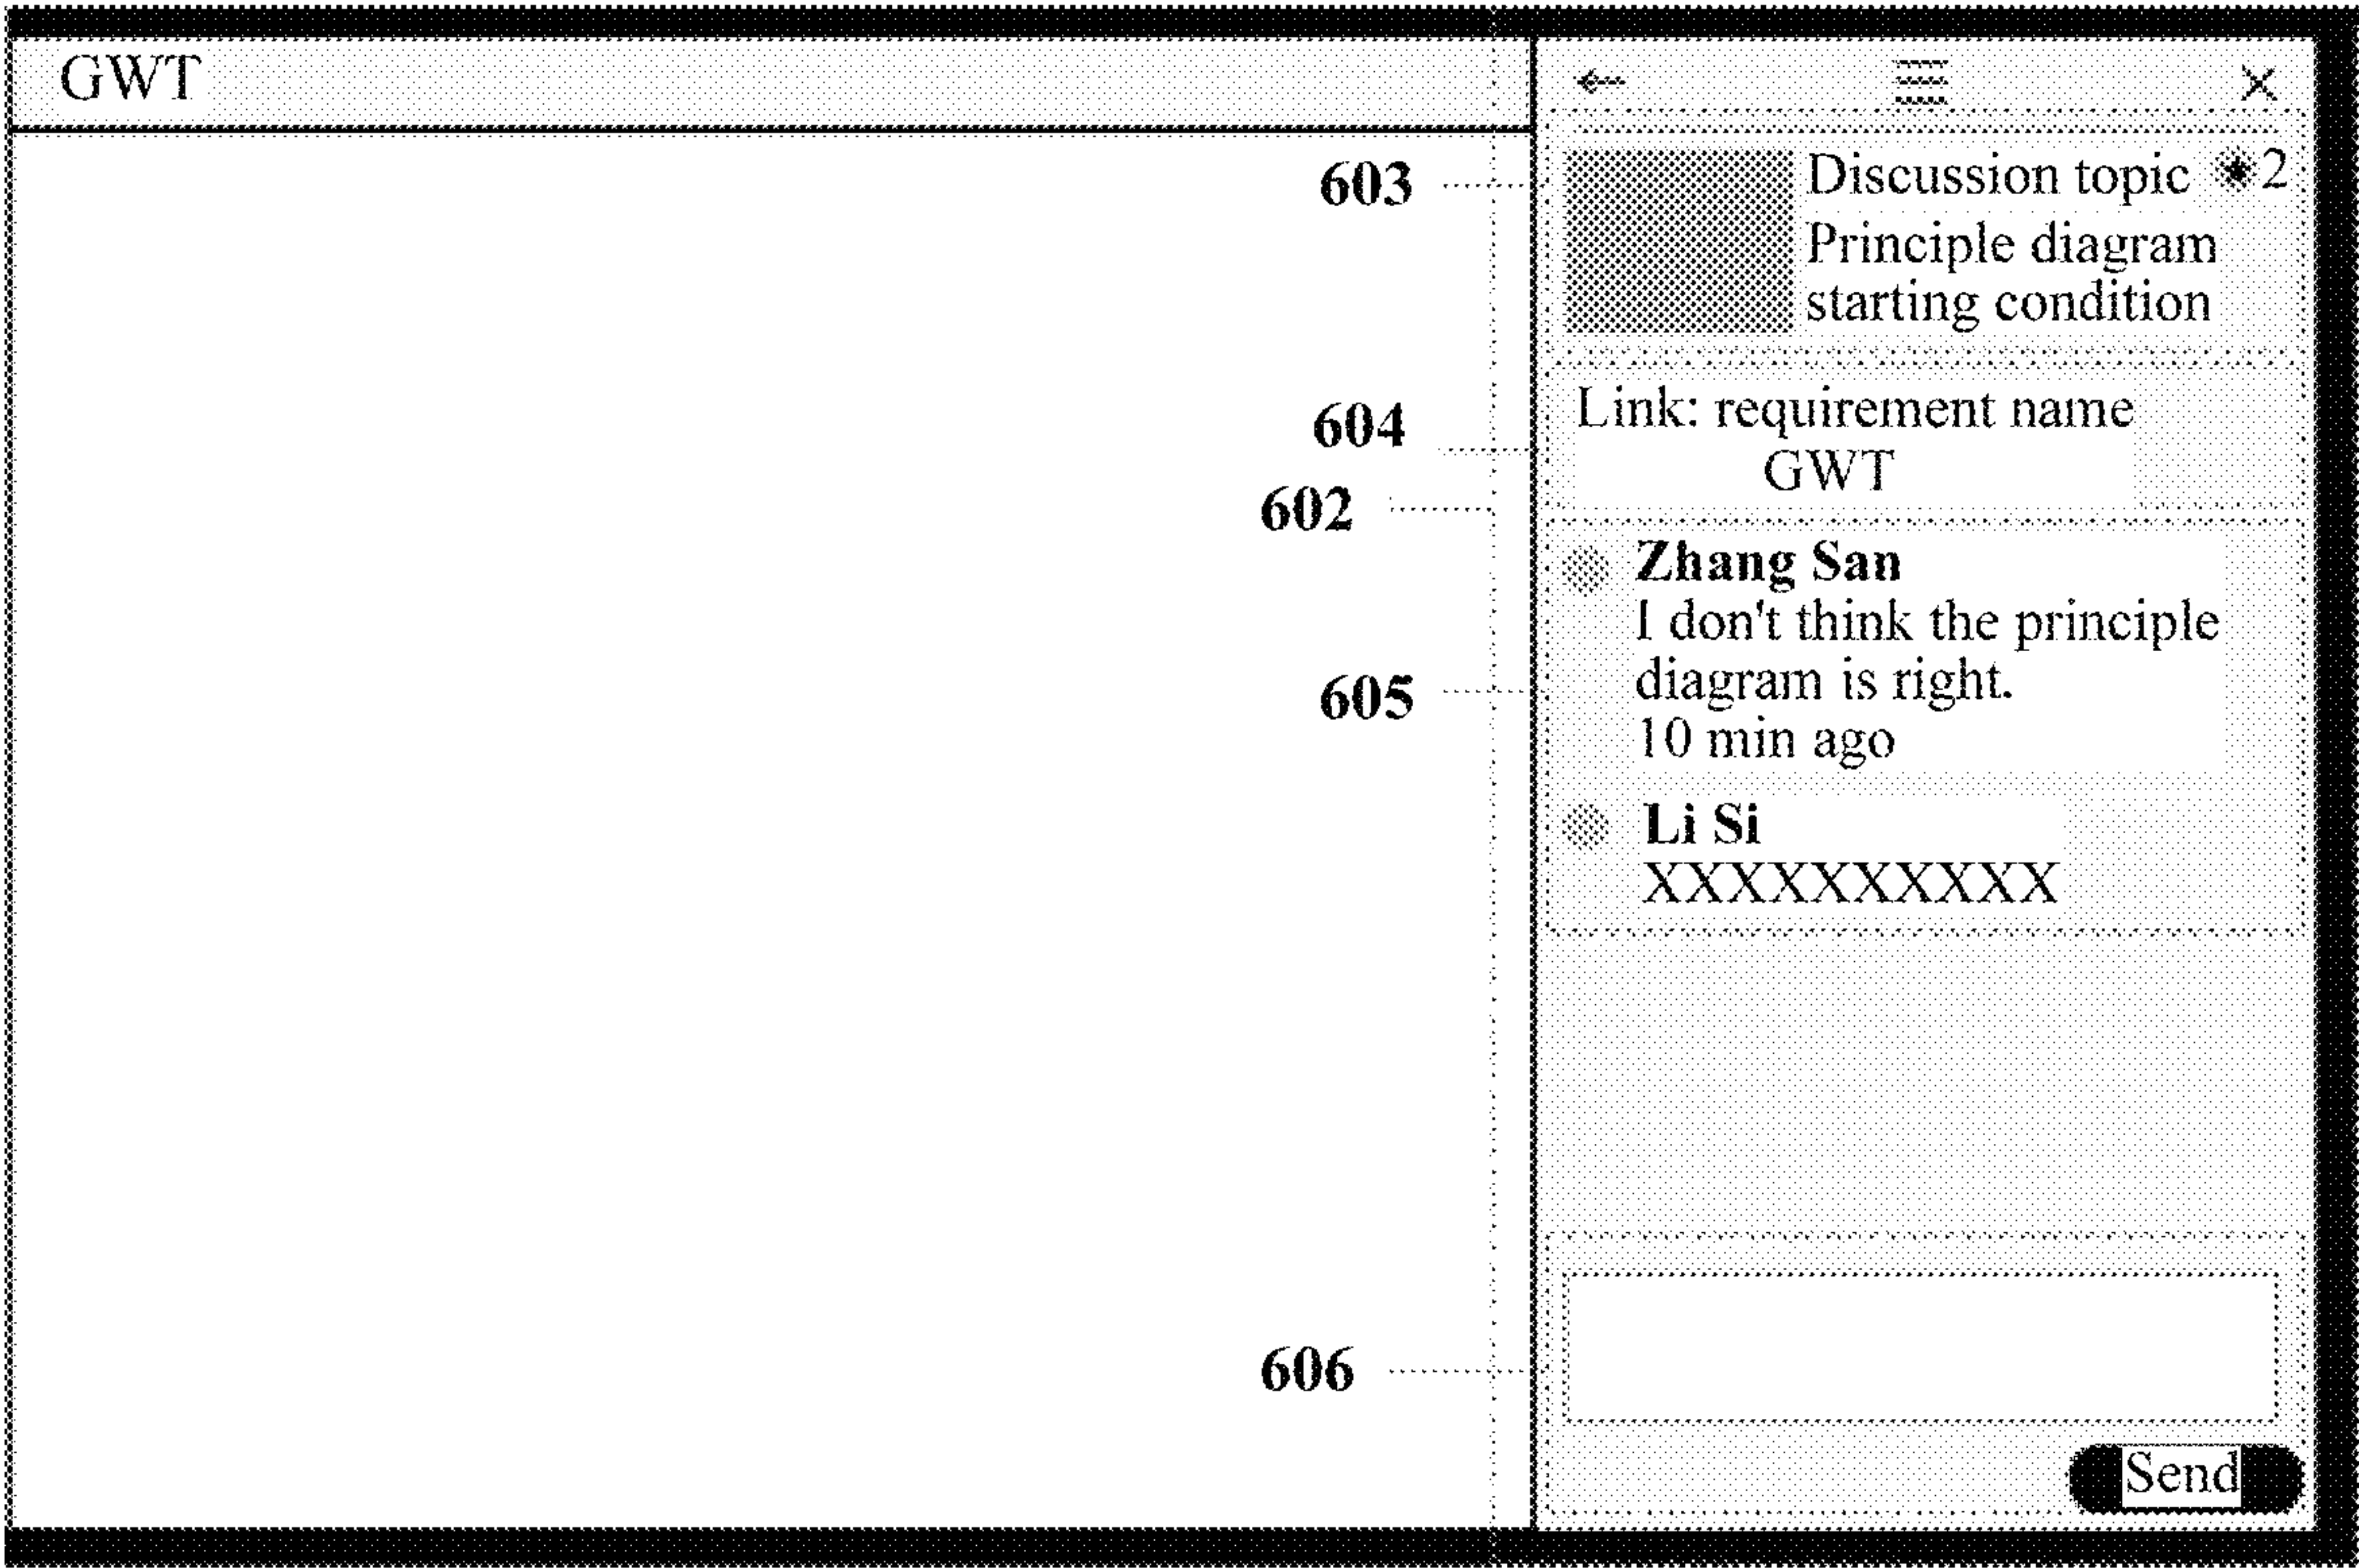 GWT
603
Discussion topic 2
Principle diagram
starting condition
604
Link: requirement name
GWT
602
Zhang San
I don't think the principle
diagram is right.
10 min ago
605
Li Si
XXXXXXXXXX
606
Send